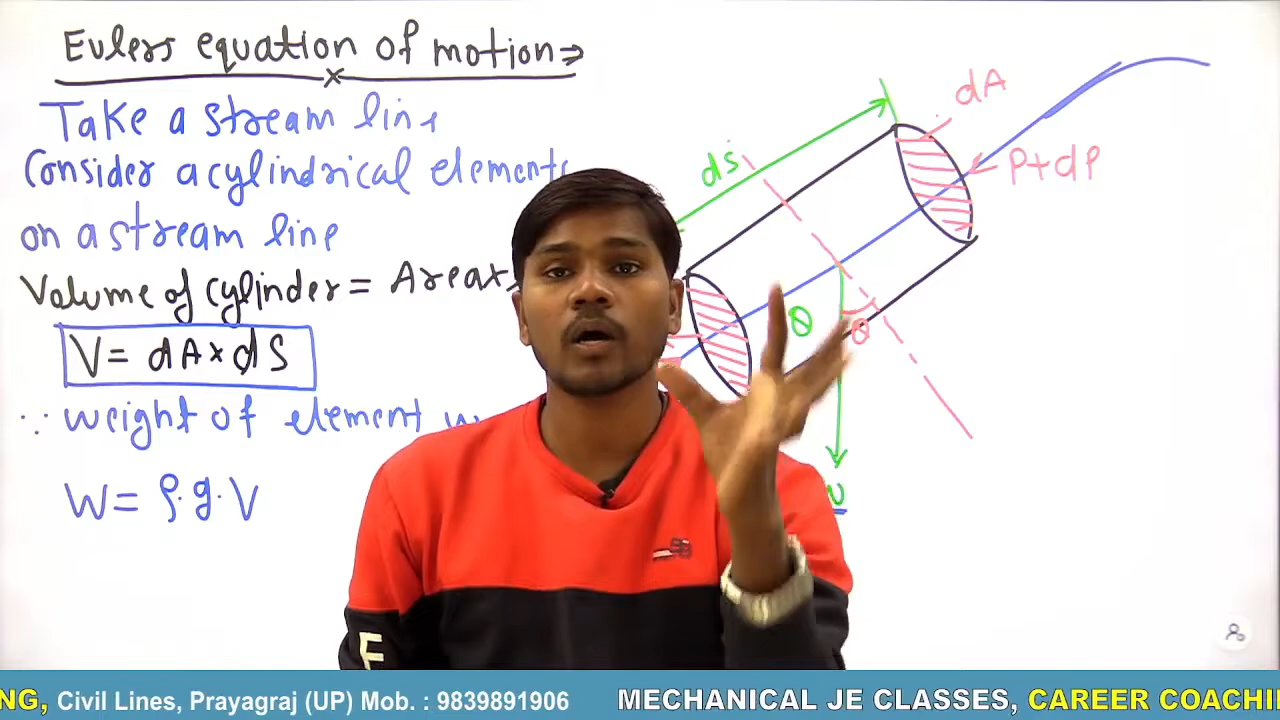 Eulers equation of motion ⇒
Take a stream line
Consider a cylindrical elements
on a stream line
Volume of cylinder = Area ×
V = dA × dS
∵ weight of element w
W = ρ.g.V
dA
P+dP
ds
θ
θ
w
E
NG, Civil Lines, Prayagraj (UP) Mob. : 9839891906 MECHANICAL JE CLASSES, CAREER COACHI